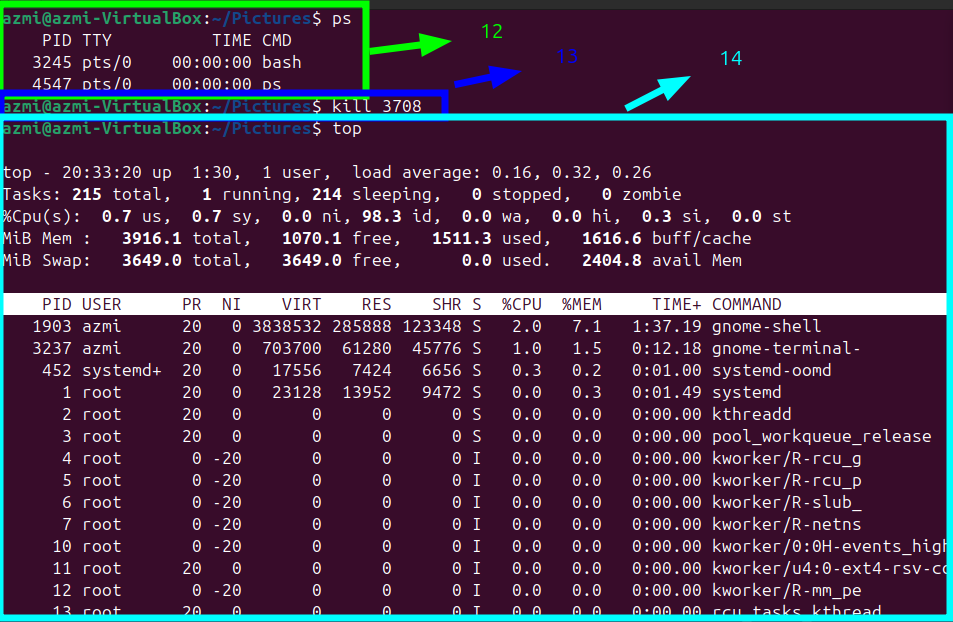 azmi@azmi-VirtualBox:~/Pictures$ ps
12
PID TTY TIME CMD
3245 pts/0 00:00:00 bash
13
14
4547 pts/0 00:00:00 ps
azmi@azmi-VirtualBox:~/Pictures$ kill 3708
azmi@azmi-VirtualBox:~/Pictures$ top
top - 20:33:20 up 1:30, 1 user, load average: 0.16, 0.32, 0.26
Tasks: 215 total, 1 running, 214 sleeping, 0 stopped, 0 zombie
%Cpu(s): 0.7 us, 0.7 sy, 0.0 ni, 98.3 id, 0.0 wa, 0.0 hi, 0.3 si, 0.0 st
MiB Mem : 3916.1 total, 1070.1 free, 1511.3 used, 1616.6 buff/cache
MiB Swap: 3649.0 total, 3649.0 free, 0.0 used. 2404.8 avail Mem
PID USER PR NI VIRT RES SHR S %CPU %MEM TIME+ COMMAND
1903 azmi 20 0 3838532 285888 123348 S 2.0 7.1 1:37.19 gnome-shell
3237 azmi 20 0 703700 61280 45776 S 1.0 1.5 0:12.18 gnome-terminal-
452 systemd+ 20 0 17556 7424 6656 S 0.3 0.2 0:01.00 systemd-oomd
1 root 20 0 23128 13952 9472 S 0.0 0.3 0:01.49 systemd
2 root 20 0 0 0 0 S 0.0 0.0 0:00.00 kthreadd
3 root 20 0 0 0 0 S 0.0 0.0 0:00.00 pool_workqueue_release
4 root 0 -20 0 0 0 I 0.0 0.0 0:00.00 kworker/R-rcu_g
5 root 0 -20 0 0 0 I 0.0 0.0 0:00.00 kworker/R-rcu_p
6 root 0 -20 0 0 0 I 0.0 0.0 0:00.00 kworker/R-slub_
7 root 0 -20 0 0 0 I 0.0 0.0 0:00.00 kworker/R-netns
10 root 0 -20 0 0 0 I 0.0 0.0 0:00.00 kworker/0:0H-events_high
11 root 20 0 0 0 0 I 0.0 0.0 0:00.00 kworker/u4:0-ext4-rsv-co
12 root 0 -20 0 0 0 I 0.0 0.0 0:00.00 kworker/R-mm_pe
13 root 20 0 0 0 0 I 0.0 0.0 0:00.00 rcu_tasks_kthread